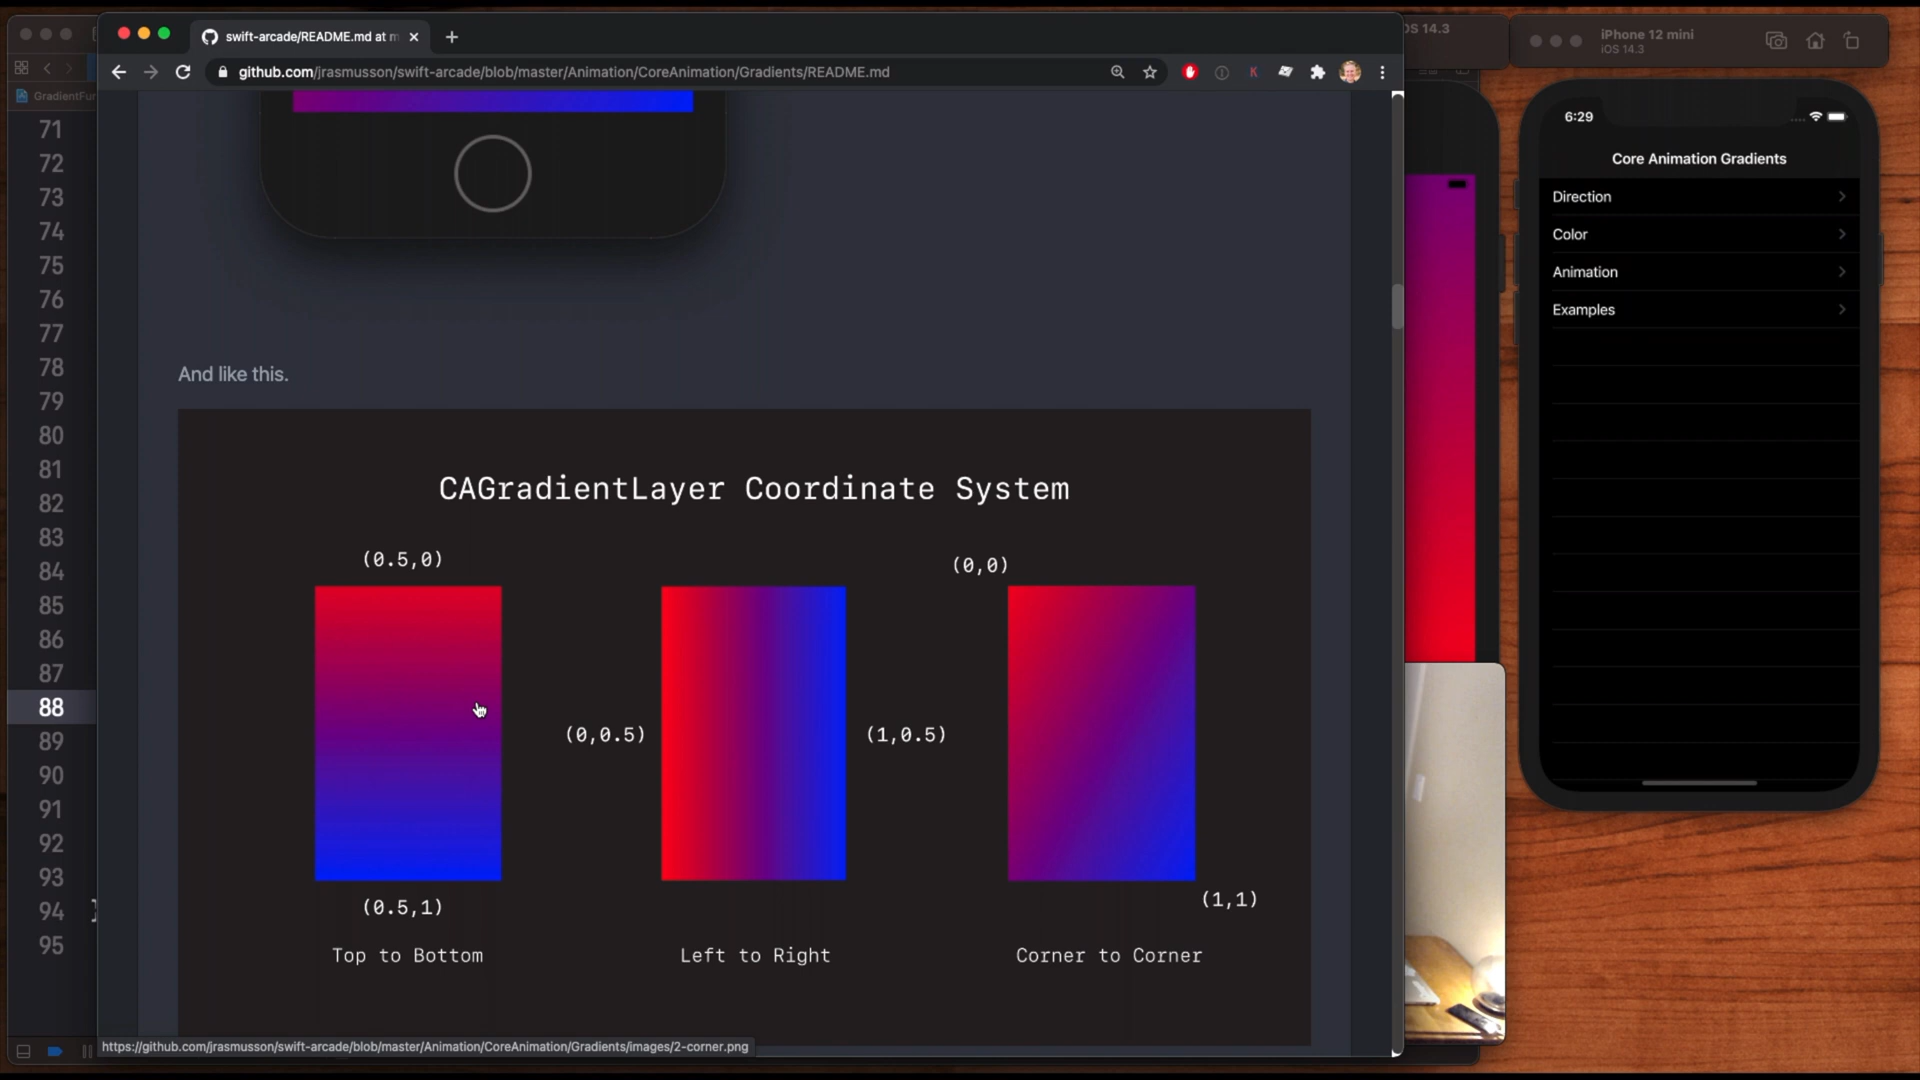 swift-arcade/README.md at m
github.com/jrasmusson/swift-arcade/blob/master/Animation/CoreAnimation/Gradients/README.md
iOS 14.3
iPhone 12 mini
iOS 14.3
GradientFun
71
72
73
74
75
76
77
78
79
80
81
82
83
84
85
86
87
88
89
90
91
92
93
94 }
95
And like this.
CAGradientLayer Coordinate System
(0.5,0)
(0,0)
(0,0.5)
(1,0.5)
(0.5,1)
(1,1)
Top to Bottom
Left to Right
Corner to Corner
https://github.com/jrasmusson/swift-arcade/blob/master/Animation/CoreAnimation/Gradients/images/2-corner.png
6:29
Core Animation Gradients
Direction
Color
Animation
Examples